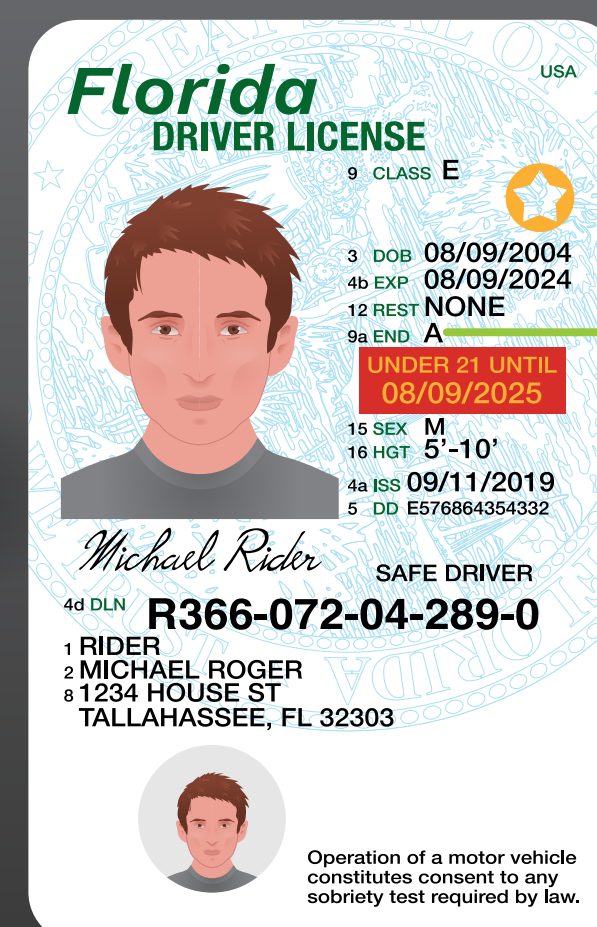 USA
Florida
DRIVER LICENSE
9 CLASS E
3 DOB 08/09/2004
4b EXP 08/09/2024
12 REST NONE
9a END A
UNDER 21 UNTIL
08/09/2025
15 SEX M
16 HGT 5'-10'
4a ISS 09/11/2019
5 DD E576864354332
Michael Rider
SAFE DRIVER
4d DLN R366-072-04-289-0
1 RIDER
2 MICHAEL ROGER
8 1234 HOUSE ST
TALLAHASSEE, FL 32303
Operation of a motor vehicle
constitutes consent to any
sobriety test required by law.